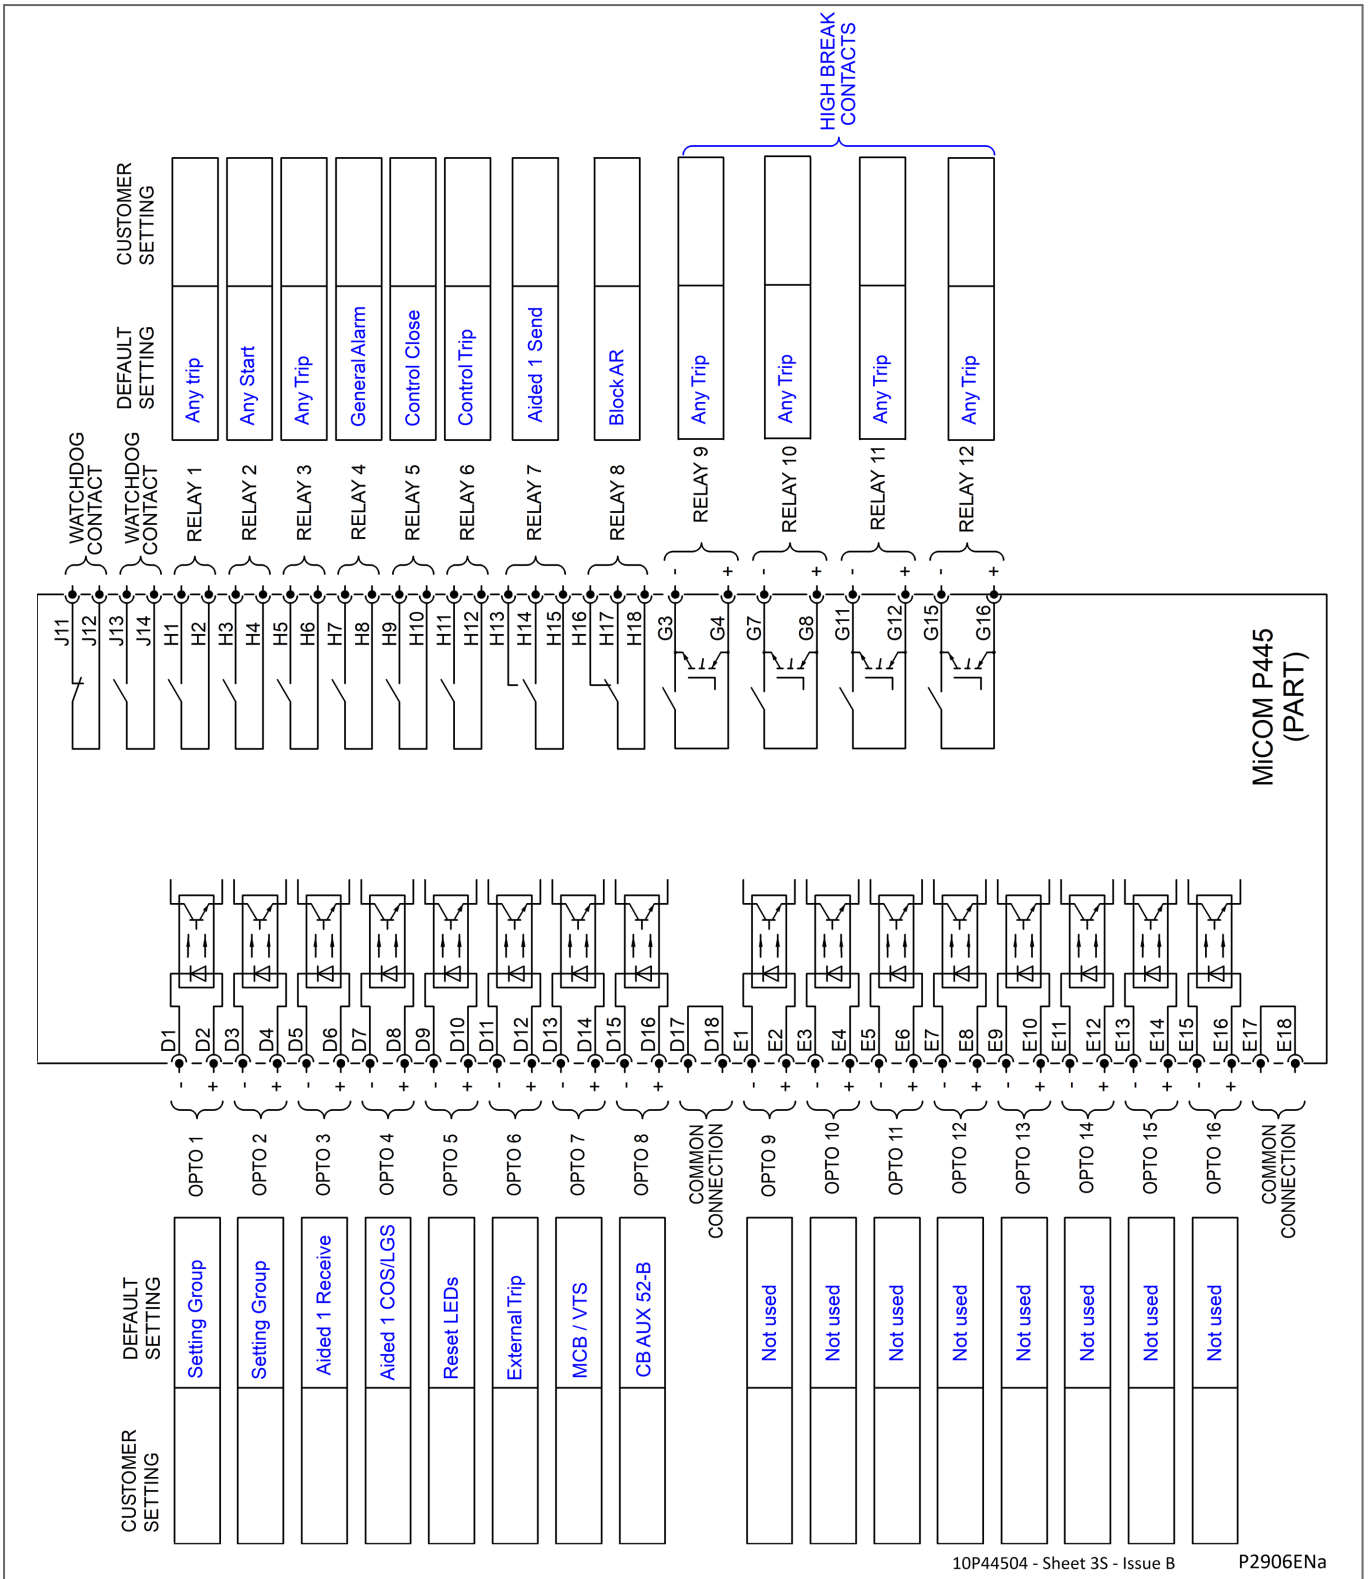 HIGH BREAK
CONTACTS
CUSTOMER
SETTING
DEFAULT
SETTING
Any trip
Any Start
Any Trip
General Alarm
Control Close
Control Trip
Aided 1 Send
Block AR
Any Trip
Any Trip
Any Trip
Any Trip
WATCHDOG
CONTACT
WATCHDOG
CONTACT
RELAY 1
RELAY 2
RELAY 3
RELAY 4
RELAY 5
RELAY 6
RELAY 7
RELAY 8
RELAY 9
RELAY 10
RELAY 11
RELAY 12
-
+
-
+
-
+
-
+
J11
J12
J13
J14
H1
H2
H3
H4
H5
H6
H7
H8
H9
H10
H11
H12
H13
H14
H15
H16
H17
H18
G3
G4
G7
G8
G11
G12
G15
G16
MiCOM P445
(PART)
D1
D2
D3
D4
D5
D6
D7
D8
D9
D10
D11
D12
D13
D14
D15
D16
D17
D18
E1
E2
E3
E4
E5
E6
E7
E8
E9
E10
E11
E12
E13
E14
E15
E16
E17
E18
-
+
-
+
-
+
-
+
-
+
-
+
-
+
-
+
-
+
-
+
-
+
-
+
-
+
-
+
-
+
-
+
OPTO 1
OPTO 2
OPTO 3
OPTO 4
OPTO 5
OPTO 6
OPTO 7
OPTO 8
COMMON
CONNECTION
OPTO 9
OPTO 10
OPTO 11
OPTO 12
OPTO 13
OPTO 14
OPTO 15
OPTO 16
COMMON
CONNECTION
DEFAULT
SETTING
Setting Group
Setting Group
Aided 1 Receive
Aided 1 COS/LGS
Reset LEDs
External Trip
MCB / VTS
CB AUX 52-B
Not used
Not used
Not used
Not used
Not used
Not used
Not used
Not used
CUSTOMER
SETTING
10P44504 - Sheet 3S - Issue B
P2906ENa